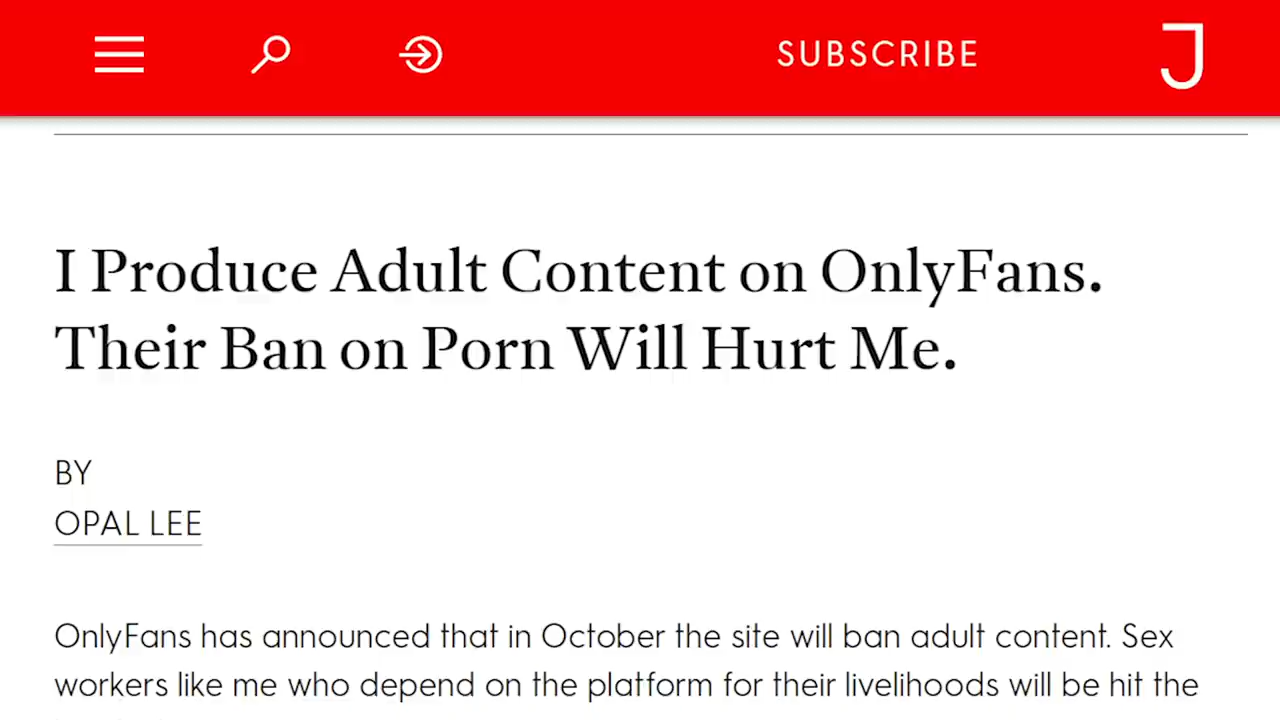 SUBSCRIBE
J
I Produce Adult Content on OnlyFans.
Their Ban on Porn Will Hurt Me.
BY
OPAL LEE
OnlyFans has announced that in October the site will ban adult content. Sex
workers like me who depend on the platform for their livelihoods will be hit the